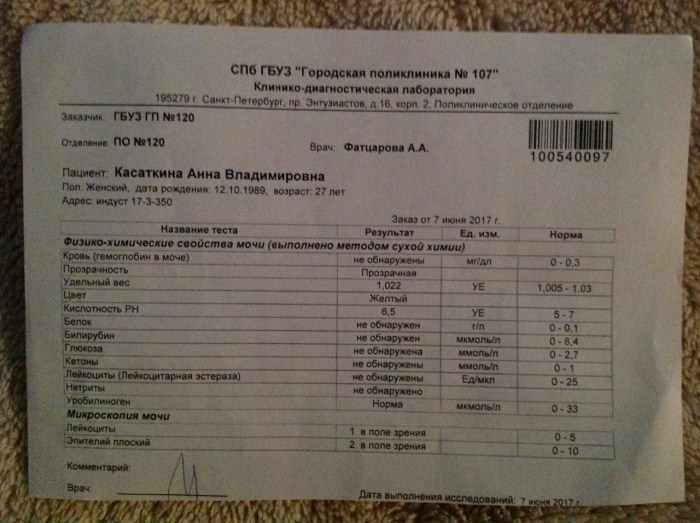 СПб ГБУЗ "Городская поликлиника № 107"
Клинико-диагностическая лаборатория
195279 г. Санкт-Петербург, пр. Энтузиастов, д.16, корп. 2, Поликлиническое отделение
Заказчик: ГБУЗ ГП №120
Отделение: ПО №120 Врач: Фатцарова А.А.
100540097
Пациент: Касаткина Анна Владимировна
Пол: Женский, дата рождения: 12.10.1989, возраст: 27 лет
Адрес: индуст 17-3-350
Заказ от 7 июня 2017 г.
Название теста Результат Ед. изм. Норма
Физико-химические свойства мочи (выполнено методом сухой химии)
Кровь (гемоглобин в моче) не обнаружены мг/дл 0 - 0,3
Прозрачность Прозрачная
Удельный вес 1,022 УЕ 1,005 - 1.03
Цвет Желтый
Кислотность РН 6,5 УЕ 5 - 7
Белок не обнаружен г/л 0 - 0,1
Билирубин не обнаружен мкмоль/л 0 - 8,4
Глюкоза не обнаружена ммоль/л 0 - 2,7
Кетоны не обнаружены ммоль/л 0 - 1
Лейкоциты (Лейкоцитарная эстераза) не обнаружены Ед/мкл 0 - 25
Нитриты не обнаружено
Уробилиноген Норма мкмоль/л 0 - 33
Микроскопия мочи
Лейкоциты 1 в поле зрения 0 - 5
Эпителий плоский 2 в поле зрения 0 - 10
Комментарий:
Врач:
Дата выполнения исследований: 7 июня 2017 г.